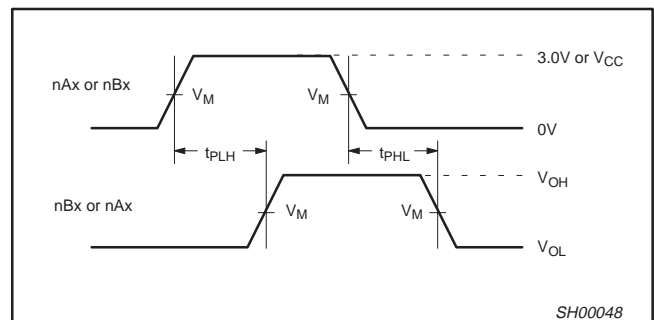 3.0V or VCC
nAx or nBx
VM
VM
0V
tPLH
tPHL
VOH
nBx or nAx
VM
VM
VOL
SH00048